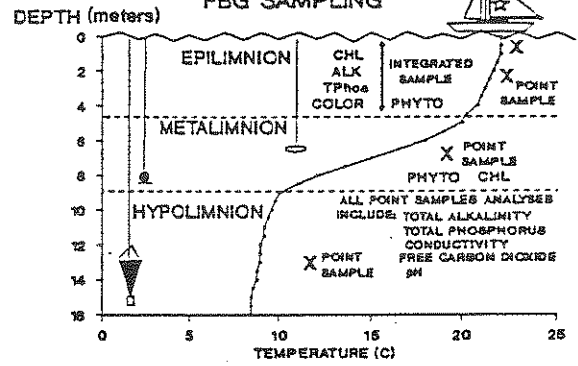 FBG SAMPLING
DEPTH (meters)
0
2
4
6
8
10
12
14
16
EPILIMNION
CHL
ALK
TPhos
COLOR
INTEGRATED
SAMPLE
PHYTO
X
X
POINT
SAMPLE
METALIMNION
X POINT
SAMPLE
PHYTO CHL
HYPOLIMNION
ALL POINT SAMPLES ANALYSES
INCLUDE: TOTAL ALKALINITY
TOTAL PHOSPHORUS
CONDUCTIVITY
FREE CARBON DIOXIDE
pH
X POINT
SAMPLE
0 5 10 15 20 25
TEMPERATURE (C)